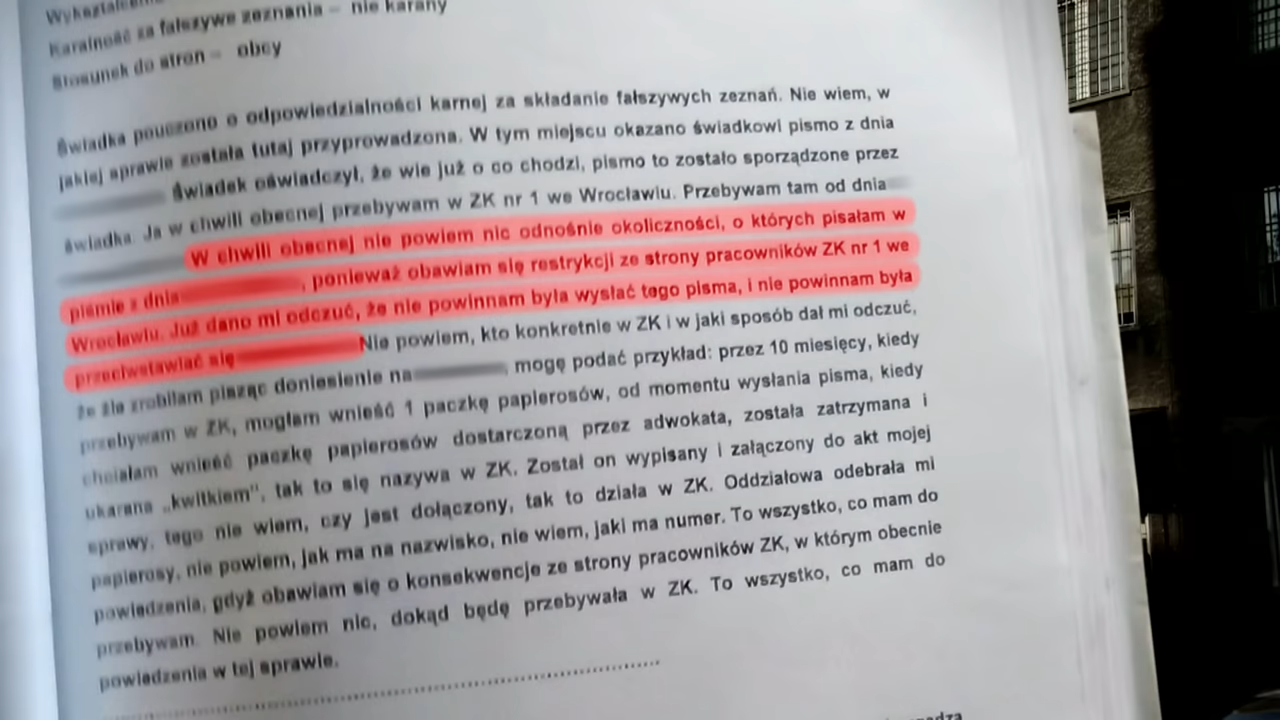 Wykształcenie
Karalność za fałszywe zeznania – nie karany
Stosunek do stron – obcy
Świadka pouczono o odpowiedzialności karnej za składanie fałszywych zeznań. Nie wiem, w
jakiej sprawie została tutaj przyprowadzona. W tym miejscu okazano świadkowi pismo z dnia
Świadek oświadczył, że wie już o co chodzi, pismo to zostało sporządzone przez
świadka. Ja w chwili obecnej przebywam w ZK nr 1 we Wrocławiu. Przebywam tam od dnia
W chwili obecnej nie powiem nic odnośnie okoliczności, o których pisałam w
piśmie z dnia , ponieważ obawiam się restrykcji ze strony pracowników ZK nr 1 we
Wrocławiu. Już dano mi odczuć, że nie powinnam była wysłać tego pisma, i nie powinnam była
przeciwstawiać się Nie powiem, kto konkretnie w ZK i w jaki sposób dał mi odczuć,
że źle zrobiłam pisząc doniesienie na , mogę podać przykład: przez 10 miesięcy, kiedy
przebywam w ZK, mogłam wnieść 1 paczkę papierosów, od momentu wysłania pisma, kiedy
chciałam wnieść paczkę papierosów dostarczoną przez adwokata, została zatrzymana i
ukarana „kwitkiem", tak to się nazywa w ZK. Został on wypisany i załączony do akt mojej
sprawy, tego nie wiem, czy jest dołączony, tak to działa w ZK. Oddziałowa odebrała mi
papierosy, nie powiem, jak ma na nazwisko, nie wiem, jaki ma numer. To wszystko, co mam do
powiedzenia, gdyż obawiam się o konsekwencje ze strony pracowników ZK, w którym obecnie
przebywam. Nie powiem nic, dokąd będę przebywała w ZK. To wszystko, co mam do
powiedzenia w tej sprawie.